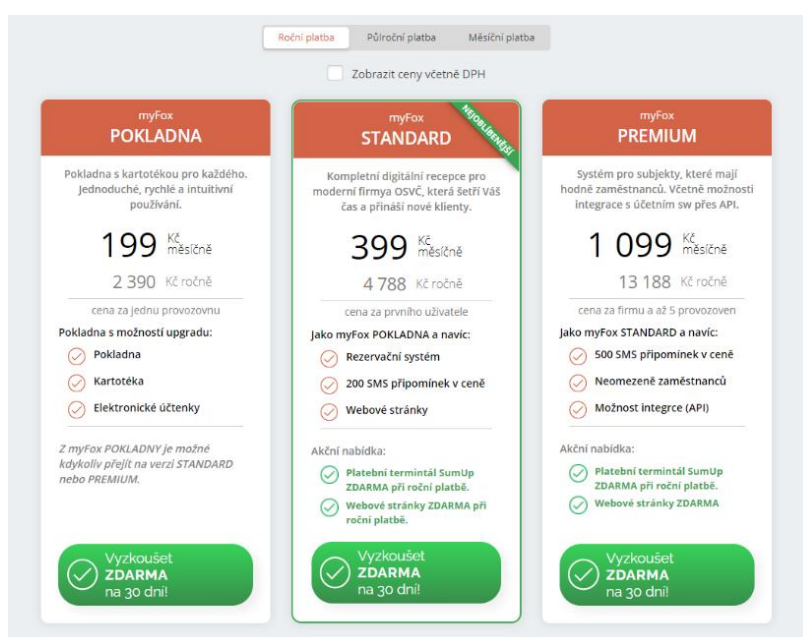 Roční platba
Půlroční platba
Měsíční platba
Zobrazit ceny včetně DPH
myFox
POKLADNA
Pokladna s kartotékou pro každého.
Jednoduché, rychlé a intuitivní
používání.
199 Kč
měsíčně
2 390 Kč ročně
cena za jednu provozovnu
Pokladna s možností upgradu:
Pokladna
Kartotéka
Elektronické účtenky
Z myFox POKLADNY je možné
kdykoliv přejít na verzi STANDARD
nebo PREMIUM.
Vyzkoušet
ZDARMA
na 30 dní!
NEJOBLÍBENĚJŠÍ
myFox
STANDARD
Kompletní digitální recepce pro
moderní firmya OSVČ, která šetří Váš
čas a přináší nové klienty.
399 Kč
měsíčně
4 788 Kč ročně
cena za prvního uživatele
Jako myFox POKLADNA a navíc:
Rezervační systém
200 SMS připomínek v ceně
Webové stránky
Akční nabídka:
Platební termintál SumUp
ZDARMA při roční platbě.
Webové stránky ZDARMA při
roční platbě.
Vyzkoušet
ZDARMA
na 30 dní!
myFox
PREMIUM
Systém pro subjekty, které mají
hodně zaměstnanců. Včetně možnosti
integrace s účetním sw přes API.
1 099 Kč
měsíčně
13 188 Kč ročně
cena za firmu a až 5 provozoven
Jako myFox STANDARD a navíc:
500 SMS připomínek v ceně
Neomezeně zaměstnanců
Možnost integrce (API)
Akční nabídka:
Platební termintál SumUp
ZDARMA při roční platbě.
Webové stránky ZDARMA
Vyzkoušet
ZDARMA
na 30 dní!